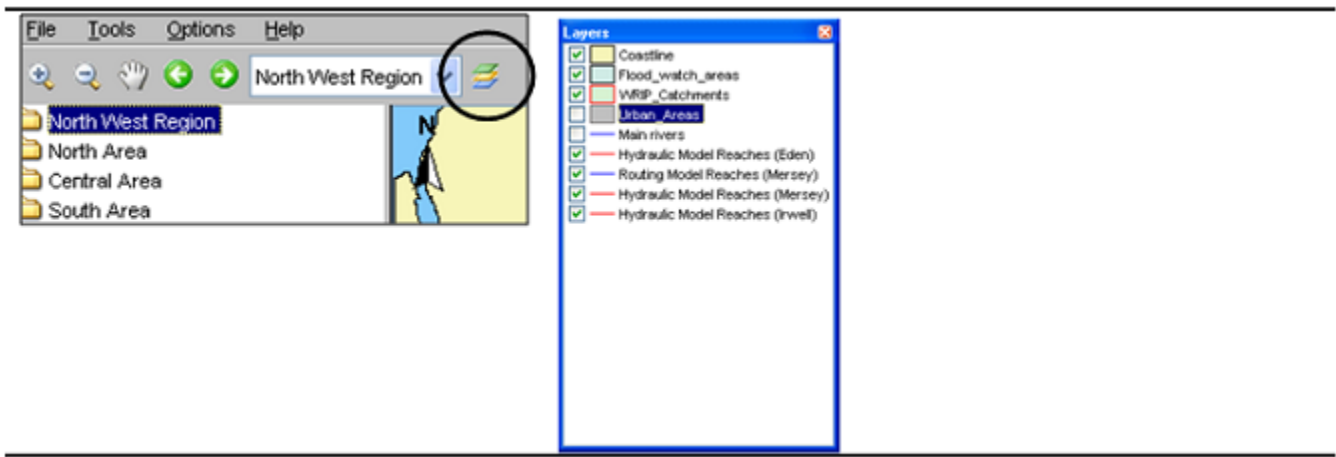 File Tools Options Help
North West Region
North West Region
North Area
Central Area
South Area
N
Layers
Coastline
Flood_watch_areas
WRIP_Catchments
Urban_Areas
Main rivers
Hydraulic Model Reaches (Eden)
Routing Model Reaches (Mersey)
Hydraulic Model Reaches (Mersey)
Hydraulic Model Reaches (Irwell)